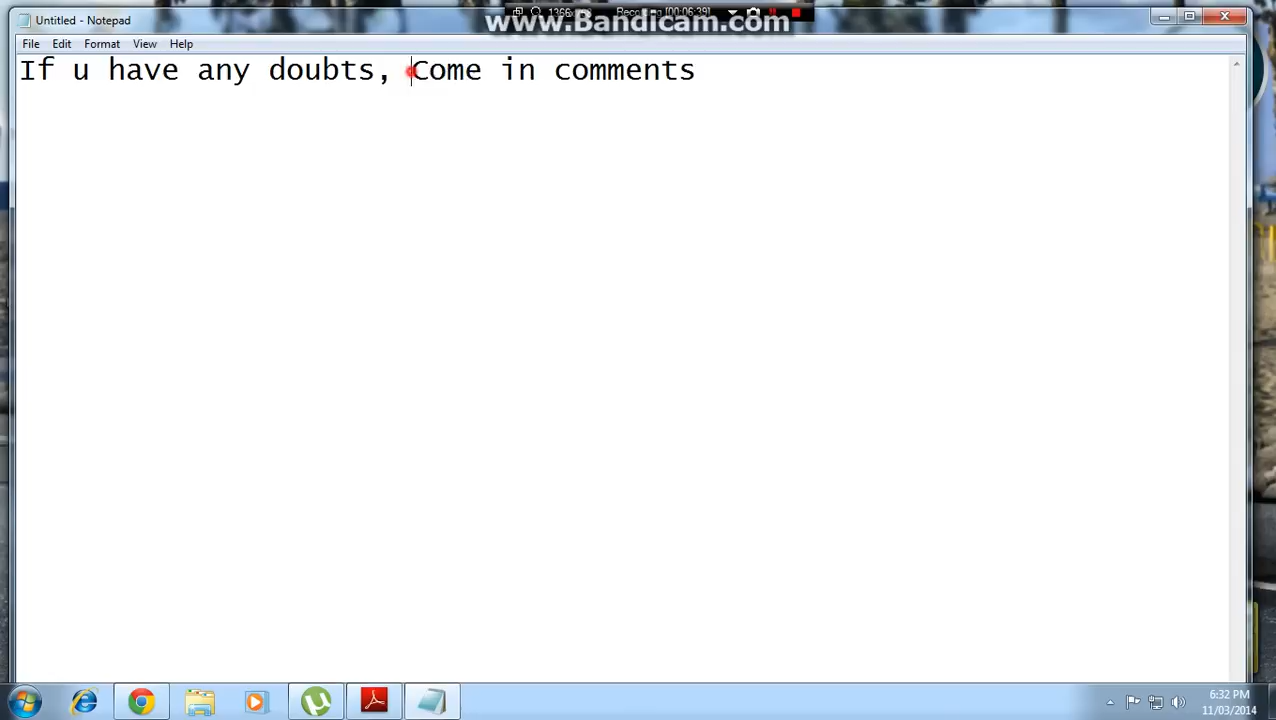 www.Bandicam.com
Untitled - Notepad
File Edit Format View Help
If u have any doubts, Come in comments
6:32 PM
11/03/2014